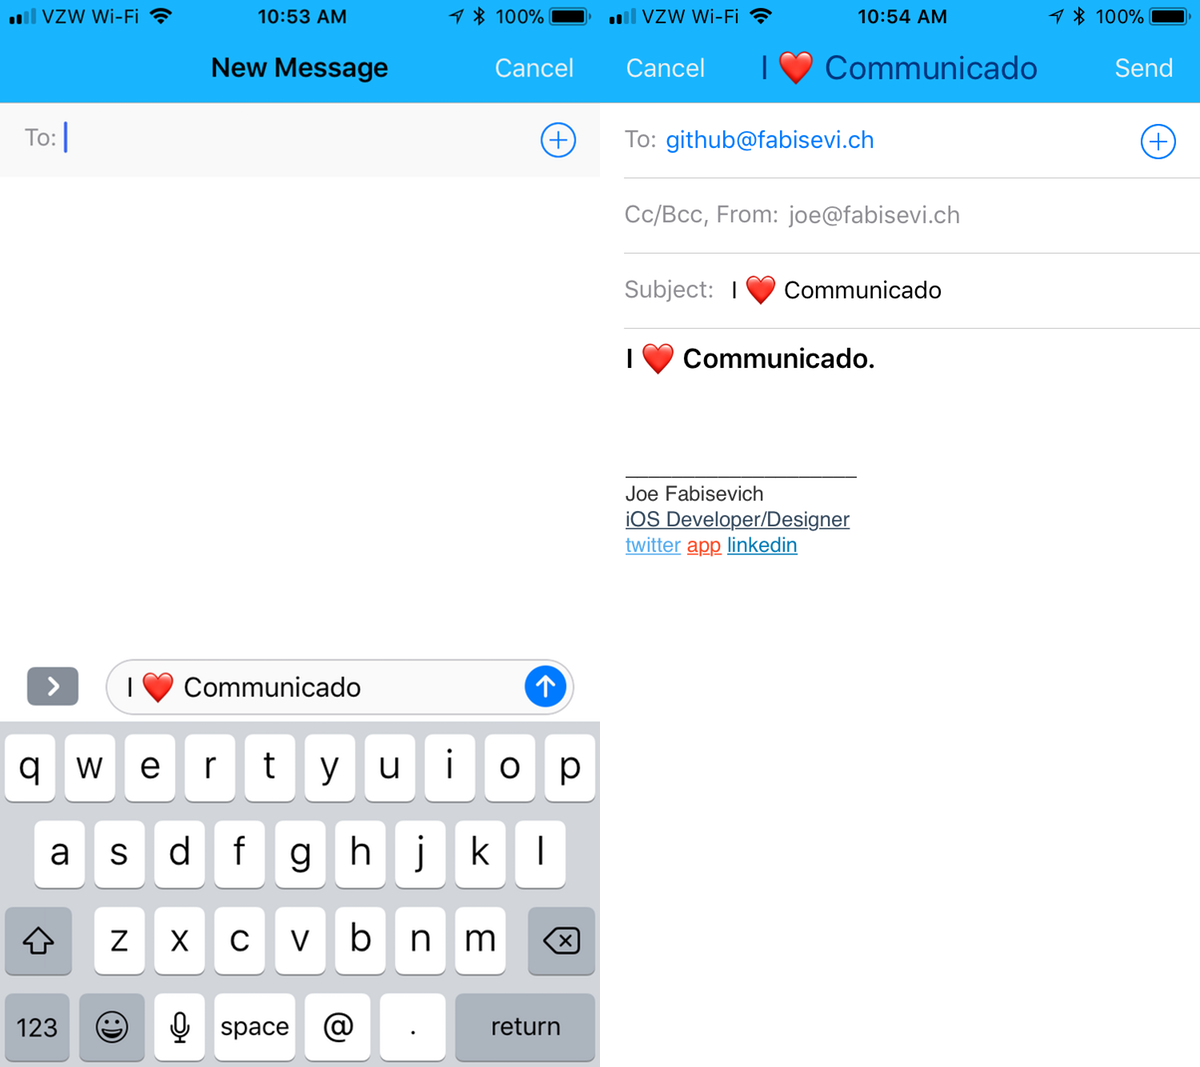 VZW Wi-Fi 10:53 AM 100%
New Message Cancel
To:
I ❤️ Communicado
q w e r t y u i o p
a s d f g h j k l
z x c v b n m
123 space @ . return
VZW Wi-Fi 10:54 AM 100%
Cancel I ❤️ Communicado Send
To: github@fabisevi.ch
Cc/Bcc, From: joe@fabisevi.ch
Subject: I ❤️ Communicado
I ❤️ Communicado.
Joe Fabisevich
iOS Developer/Designer
twitter app linkedin